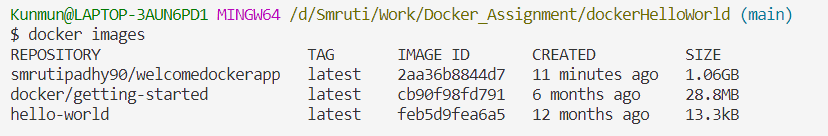 Kunmun@LAPTOP-3AUN6PD1 MINGW64 /d/Smruti/Work/Docker_Assignment/dockerHelloWorld (main)
$ docker images
REPOSITORY TAG IMAGE ID CREATED SIZE
smrutipadhy90/welcomedockerapp latest 2aa36b8844d7 11 minutes ago 1.06GB
docker/getting-started latest cb90f98fd791 6 months ago 28.8MB
hello-world latest feb5d9fea6a5 12 months ago 13.3kB